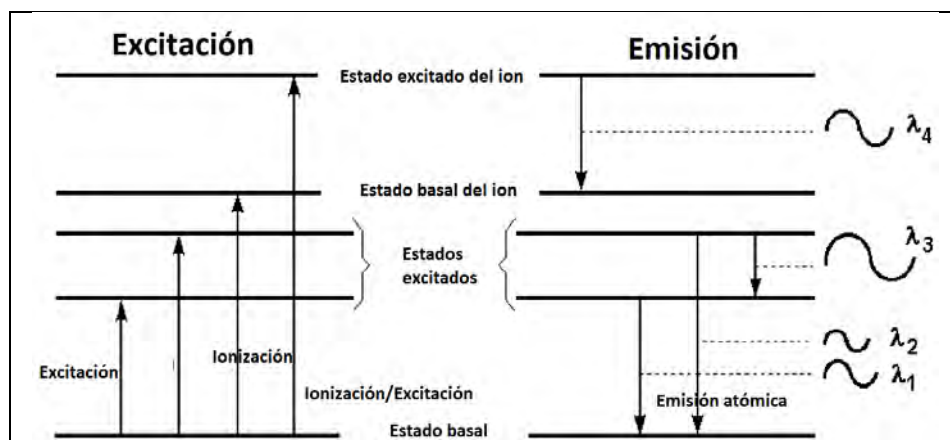 Excitación
Emisión
Estado excitado del ion
λ4
Estado basal del ion
λ3
Estados
excitados
λ2
Ionización
Excitación
λ1
Ionización/Excitación
Emisión atómica
Estado basal